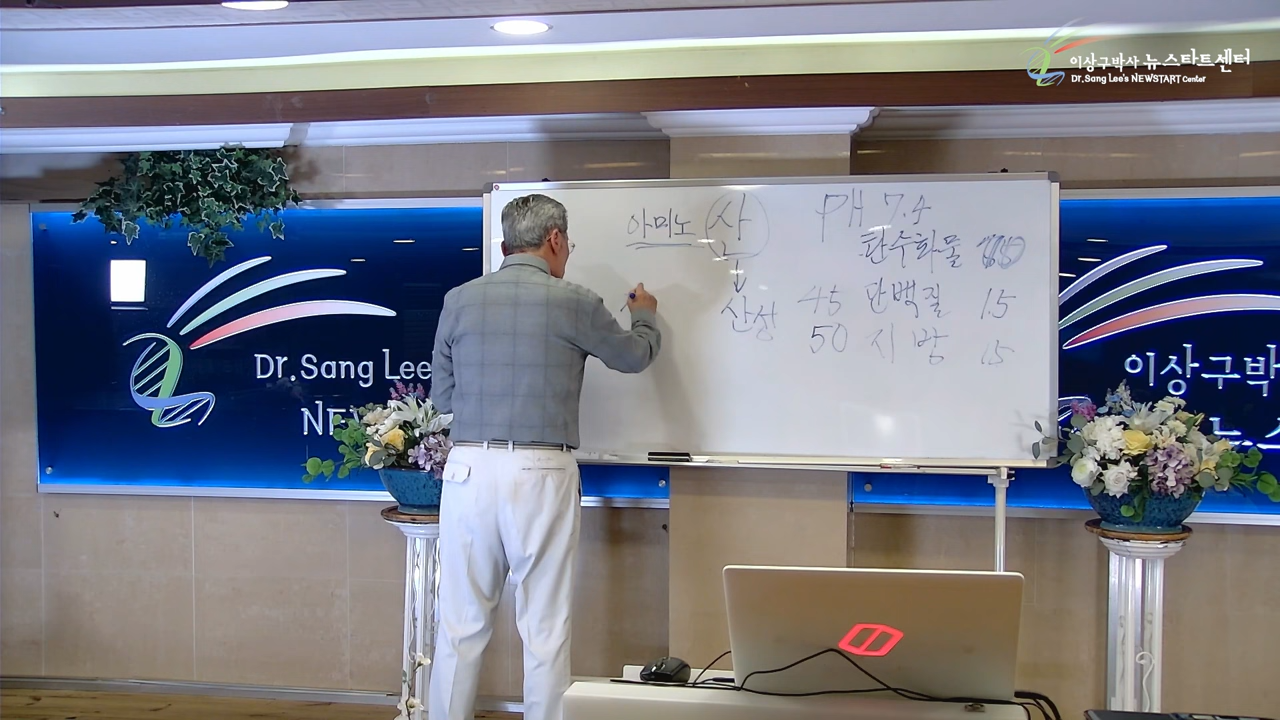 이상구박사 뉴스타트센터
Dr.Sang Lee's NEWSTART Center
아미노 산
산성
PH 7.4
탄수화물
45 단백질 15
50 지방 15
Dr. Sang Lee
이상구박